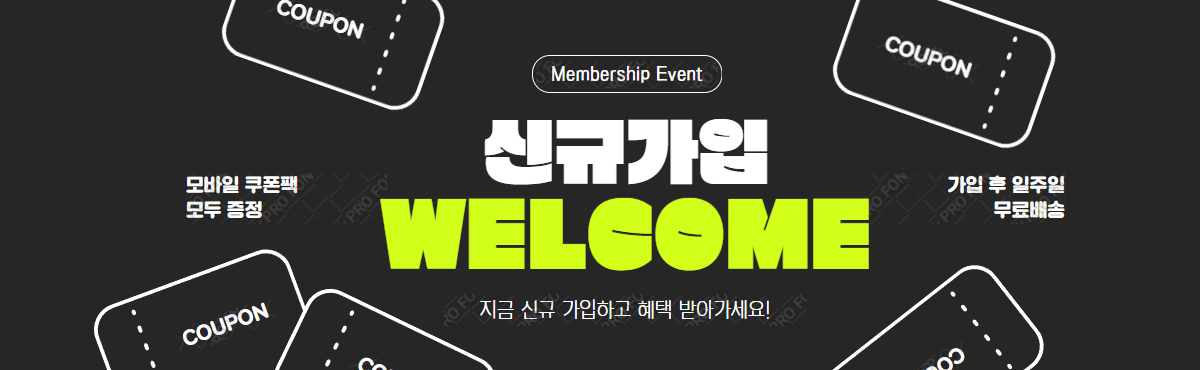 COUPON
COUPON
Membership Event
신규가입
WELCOME
모바일 쿠폰팩
모두 증정
가입 후 일주일
무료배송
지금 신규 가입하고 혜택 받아가세요!
COUPON